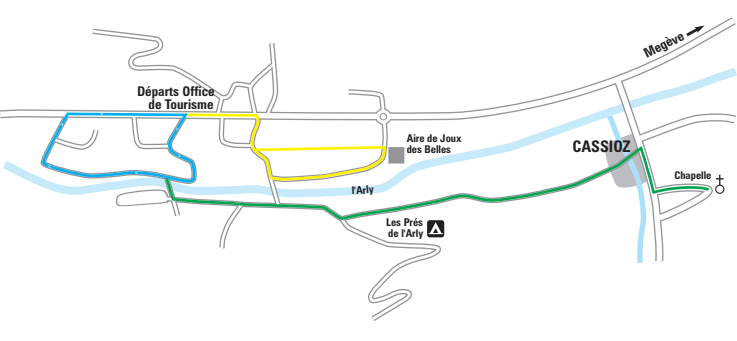 Megève
Départs Office
de Tourisme
Aire de Joux
des Belles
CASSIOZ
Chapelle
l'Arly
Les Prés
de l'Arly